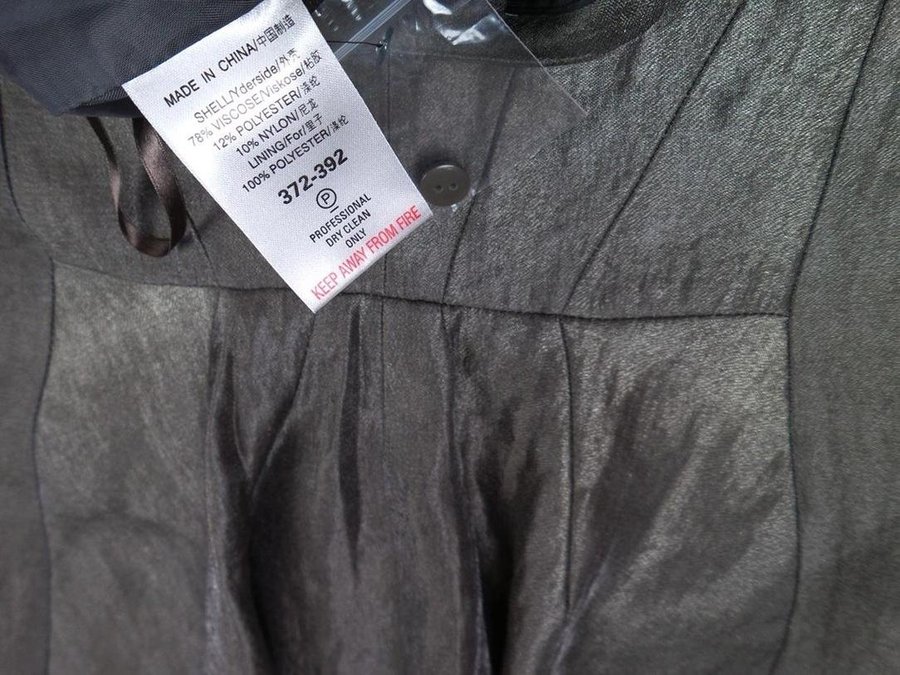 MADE IN CHINA/中国制造
SHELL/Yderside/外壳
78% VISCOSE/Viskose/粘胶
12% POLYESTER/涤纶
10% NYLON/尼龙
LINING/For/里子
100% POLYESTER/涤纶
372-392
P
PROFESSIONAL
DRY CLEAN
ONLY
KEEP AWAY FROM FIRE